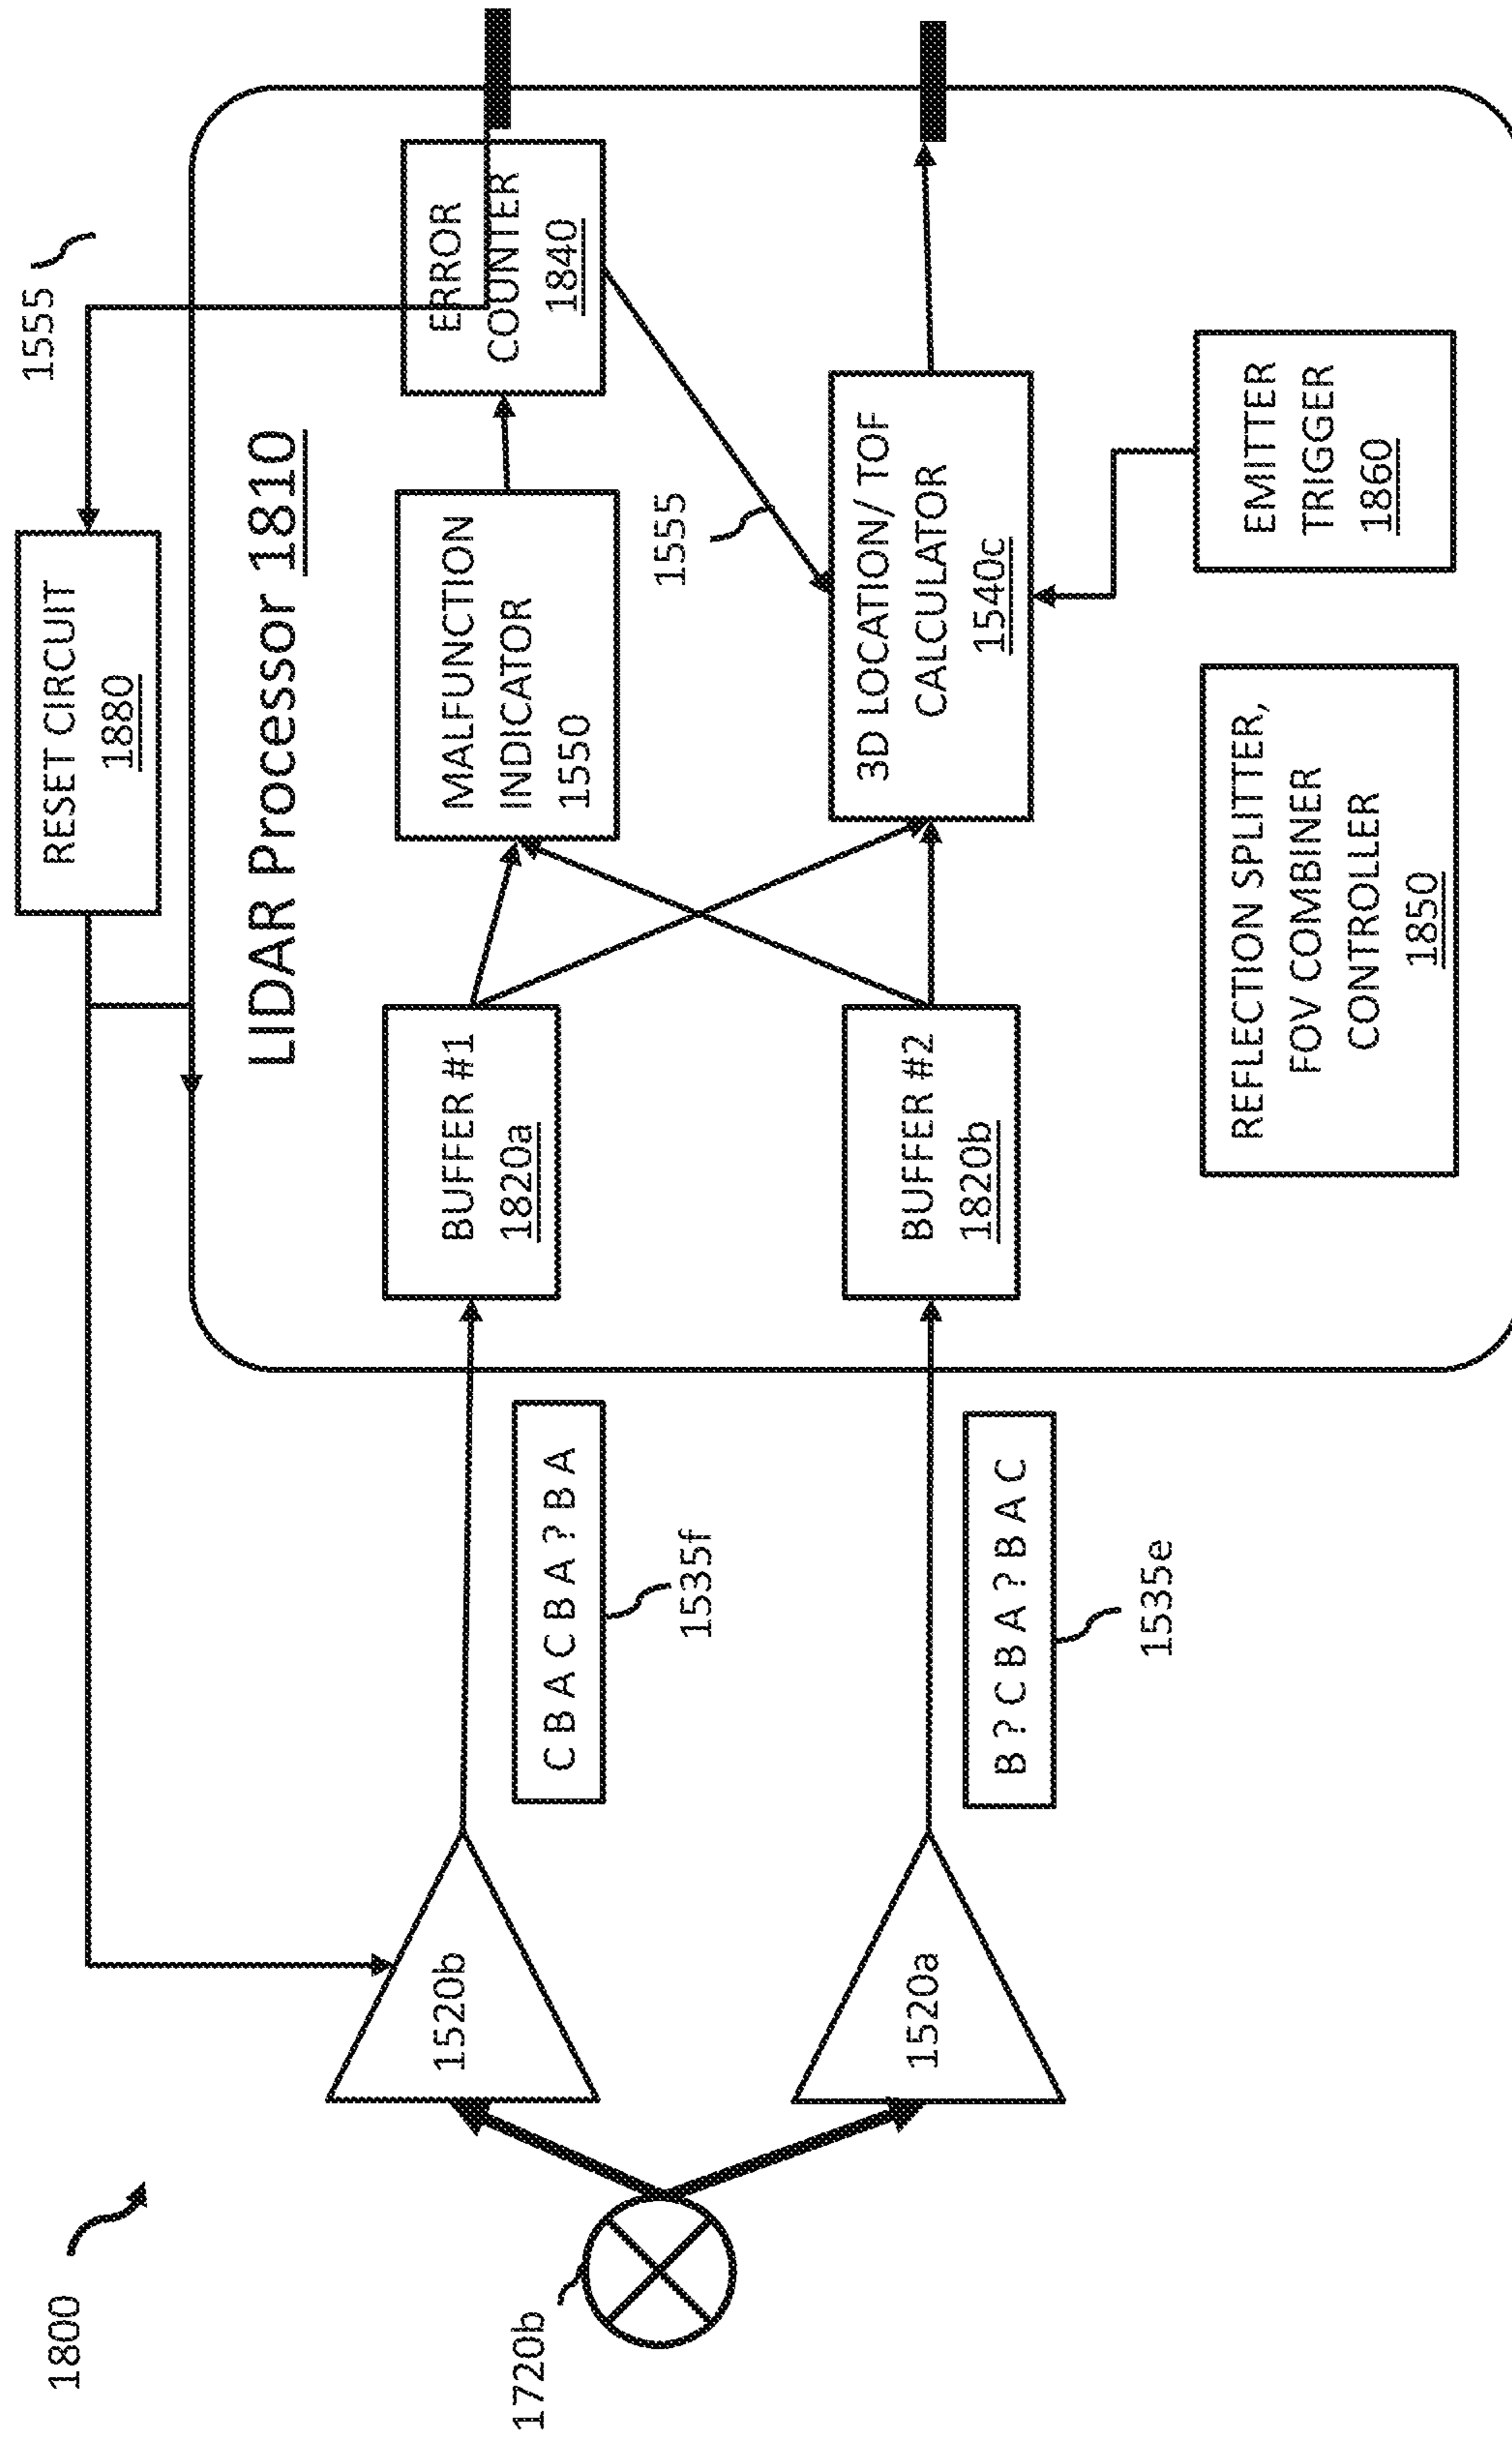 1800
RESET CIRCUIT
1880
1555
LIDAR Processor 1810
1720b
1520b
C B A C B A ? B A
1535f
BUFFER #1
1820a
MALFUNCTION
INDICATOR
1550
ERROR
COUNTER
1840
1555
1520a
B ? C B A ? B A C
1535e
BUFFER #2
1820b
3D LOCATION/ TOF
CALCULATOR
1540c
REFLECTION SPLITTER,
FOV COMBINER
CONTROLLER
1850
EMITTER
TRIGGER
1860